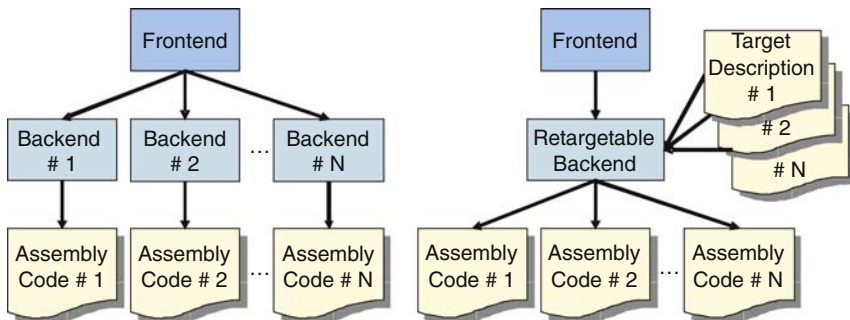 Frontend
Backend
# 1
Backend
# 2
...
Backend
# N
Assembly
Code # 1
Assembly
Code # 2
...
Assembly
Code # N
Frontend
Target
Description
# 1
# 2
# N
Retargetable
Backend
Assembly
Code # 1
Assembly
Code # 2
...
Assembly
Code # N